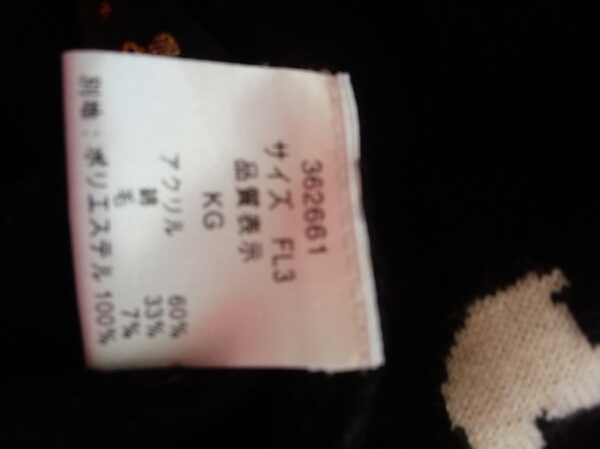 362661
サイズ FL3
品質表示
KG
アクリル 60%
綿 33%
毛 7%
別糸:ポリエステル100%